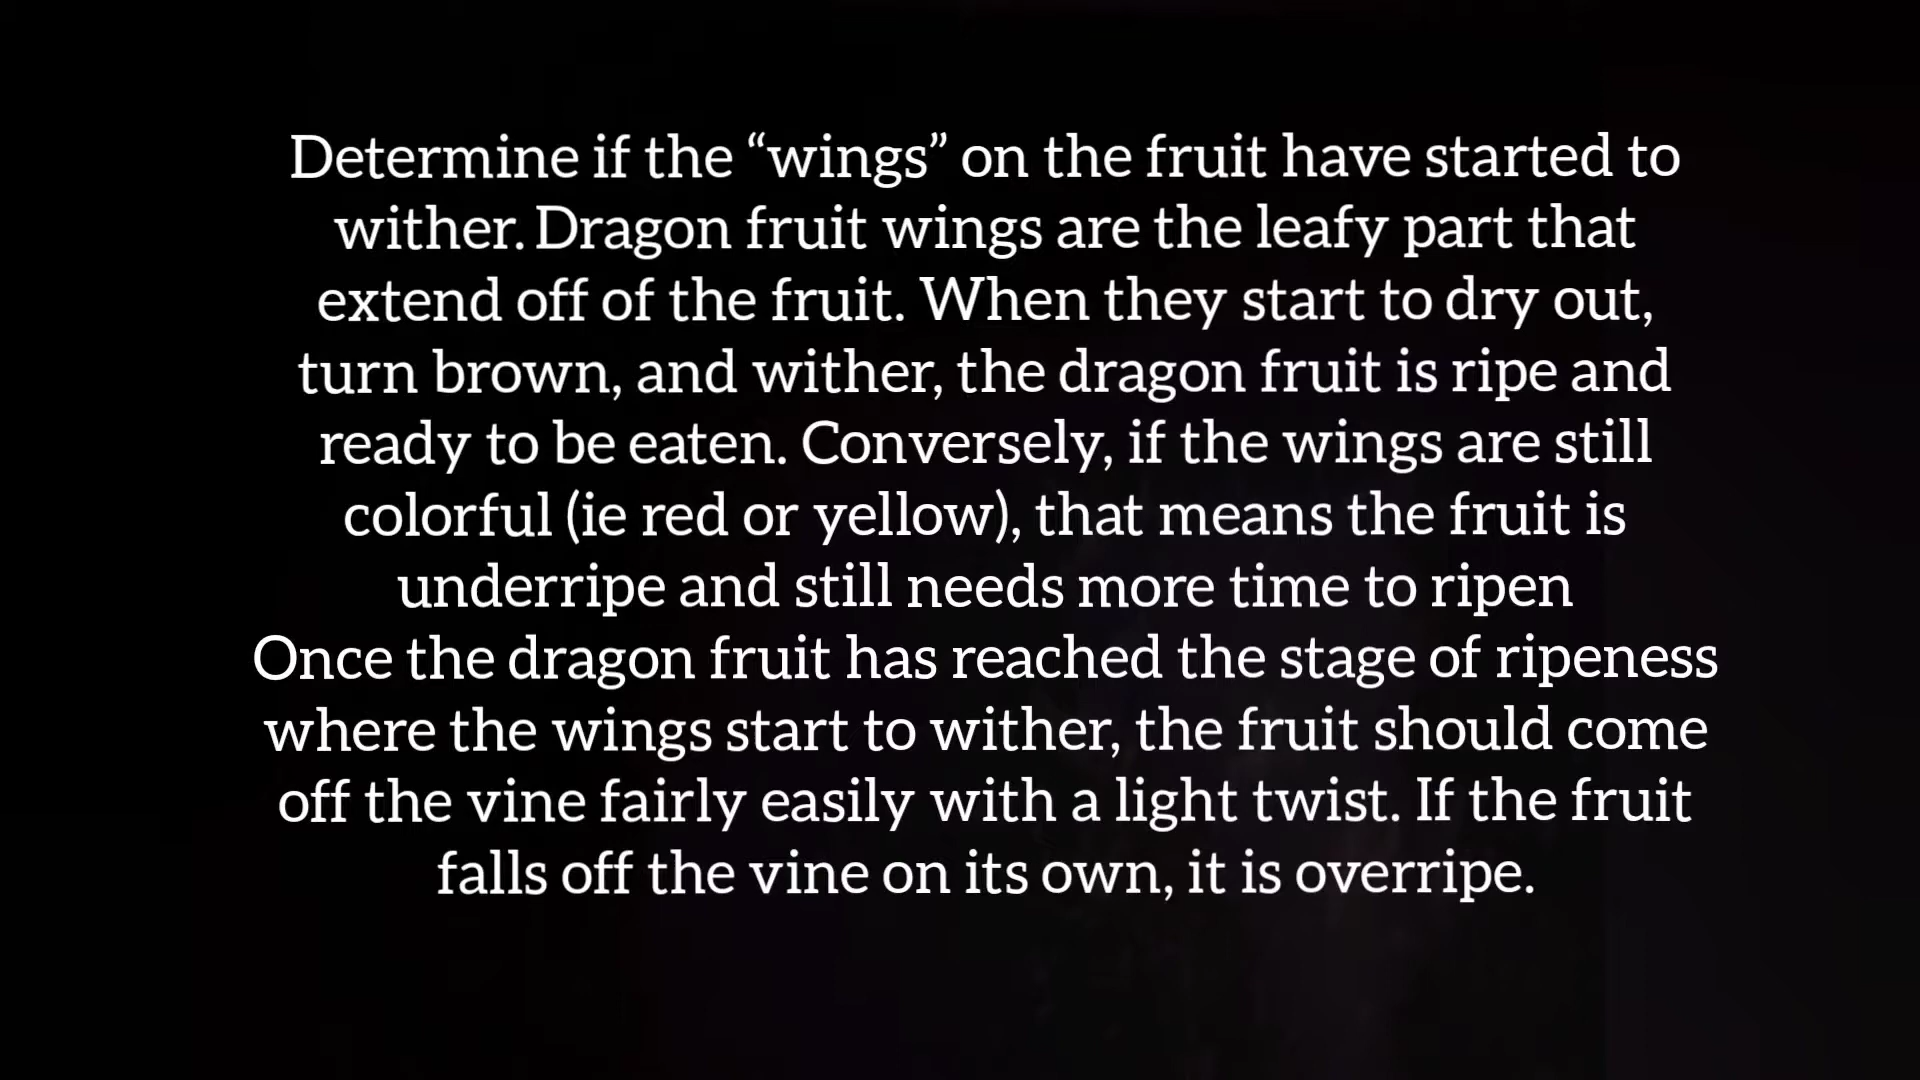 Determine if the “wings” on the fruit have started to
wither. Dragon fruit wings are the leafy part that
extend off of the fruit. When they start to dry out,
turn brown, and wither, the dragon fruit is ripe and
ready to be eaten. Conversely, if the wings are still
colorful (ie red or yellow), that means the fruit is
underripe and still needs more time to ripen
Once the dragon fruit has reached the stage of ripeness
where the wings start to wither, the fruit should come
off the vine fairly easily with a light twist. If the fruit
falls off the vine on its own, it is overripe.